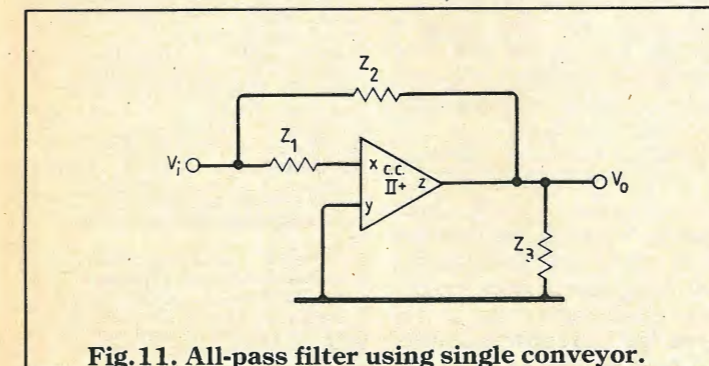 Z2
Z1
Vi
x c.c. II+ z
y
Vo
Z3
Fig.11. All-pass filter using single conveyor.